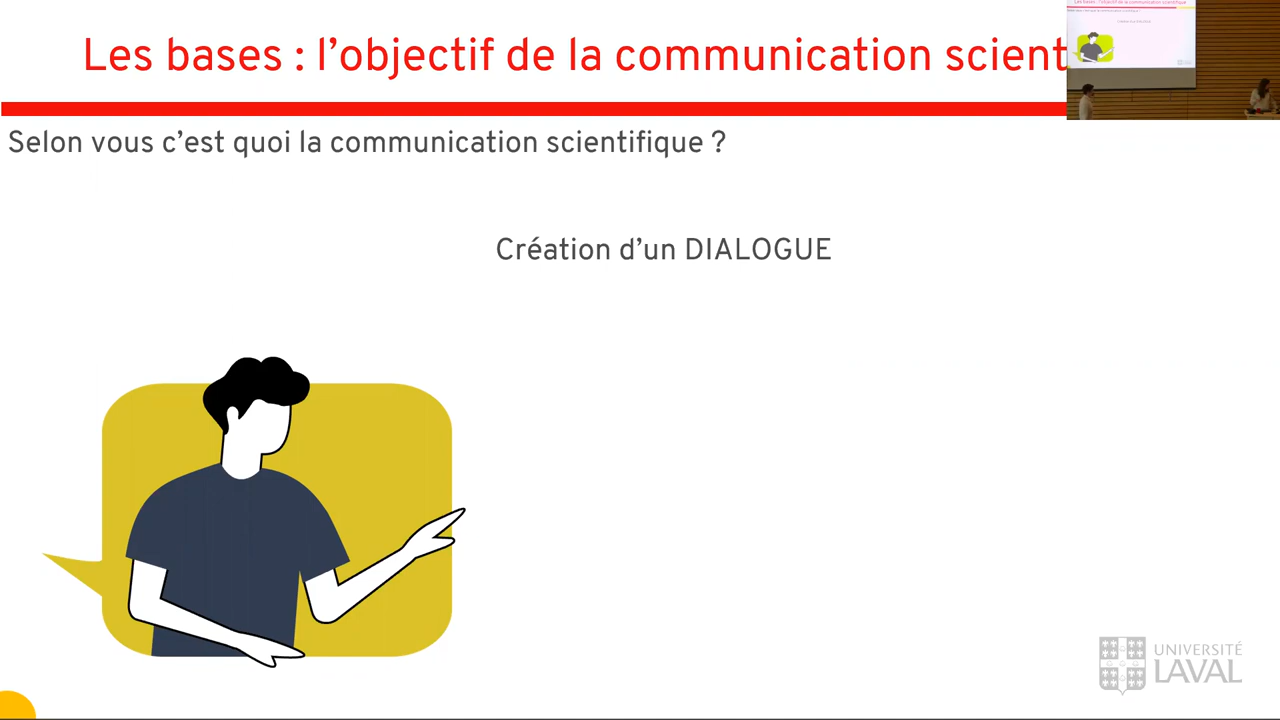 Les bases : l’objectif de la communication scient
Selon vous c’est quoi la communication scientifique ?
Création d’un DIALOGUE
UNIVERSITÉ
LAVAL